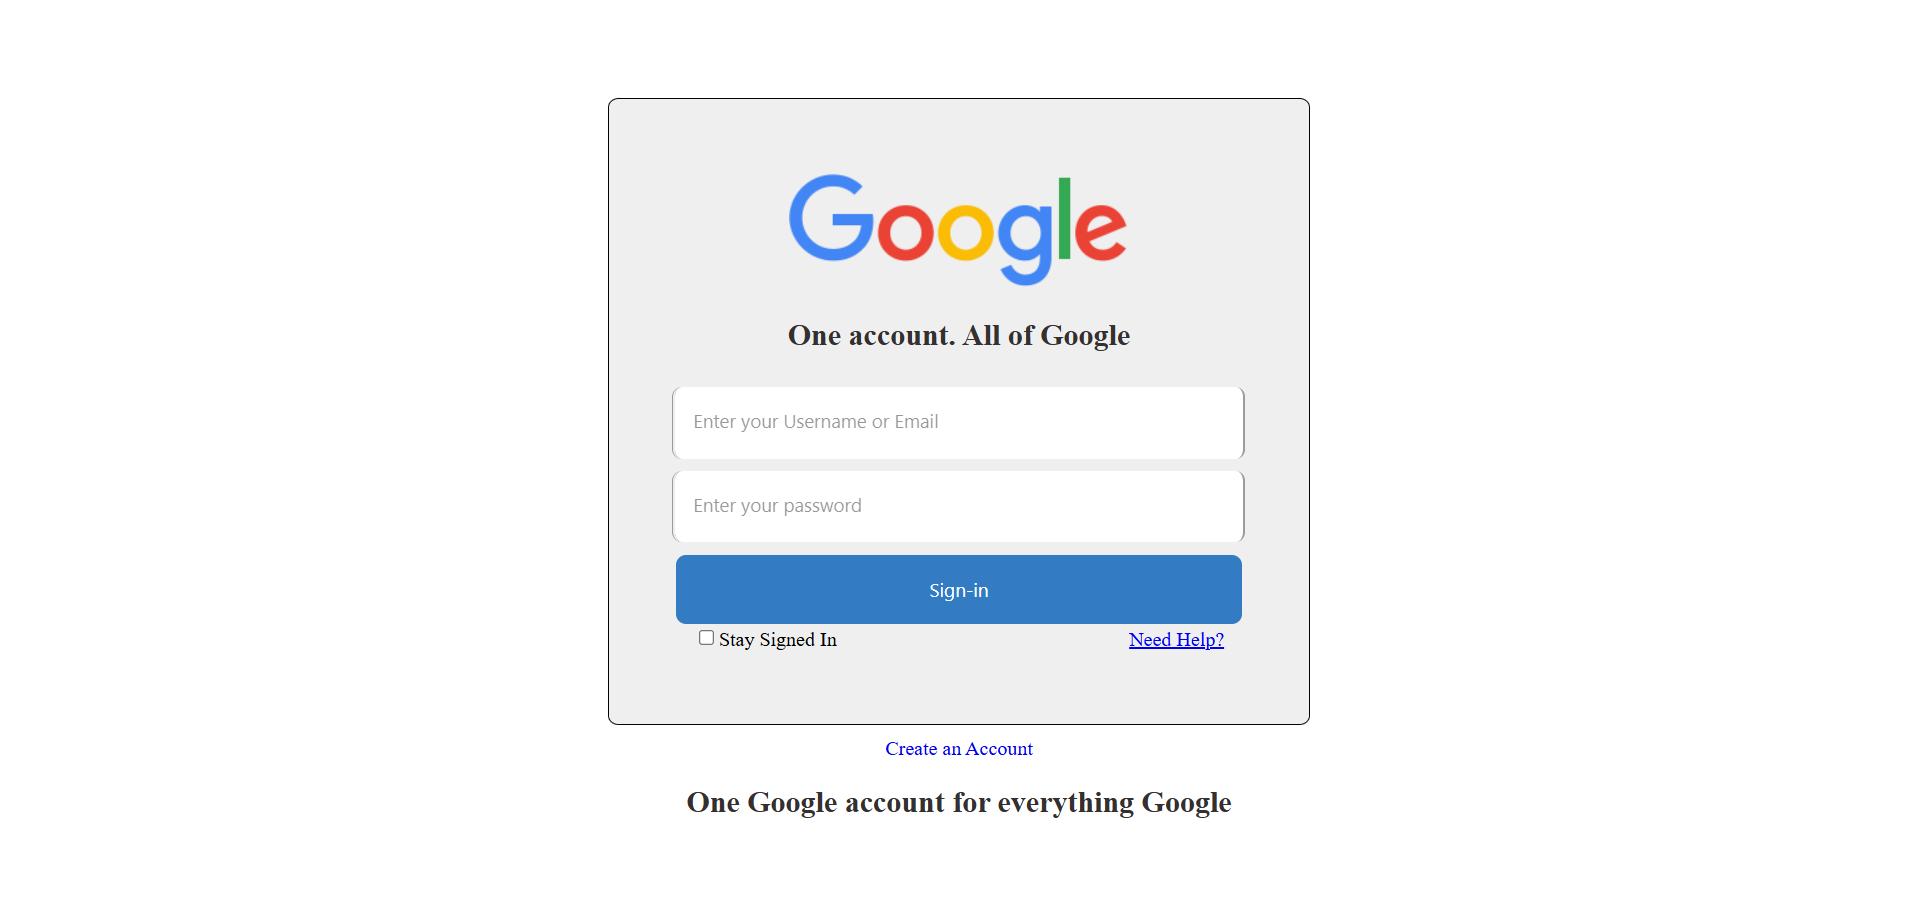 Google
One account. All of Google
Enter your Username or Email
Enter your password
Sign-in
Stay Signed In Need Help?
Create an Account
One Google account for everything Google